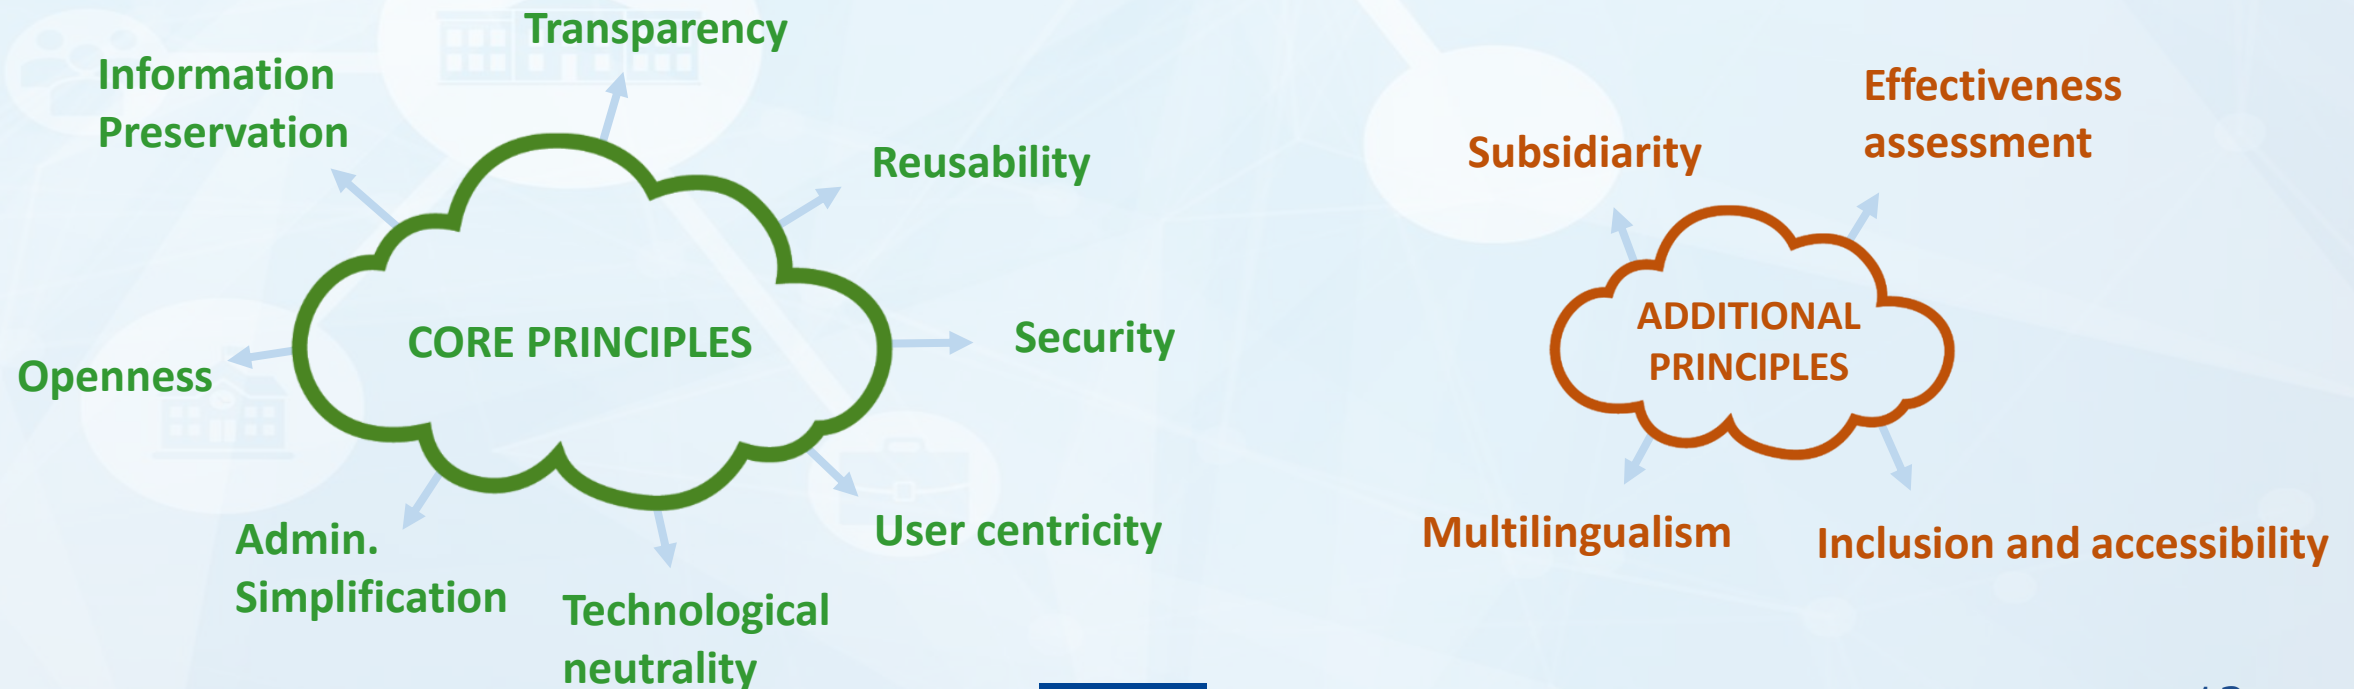 Transparency
Information
Preservation
Reusability
CORE PRINCIPLES
Security
Openness
User centricity
Admin.
Simplification
Technological
neutrality
Effectiveness
assessment
Subsidiarity
ADDITIONAL
PRINCIPLES
Multilingualism
Inclusion and accessibility